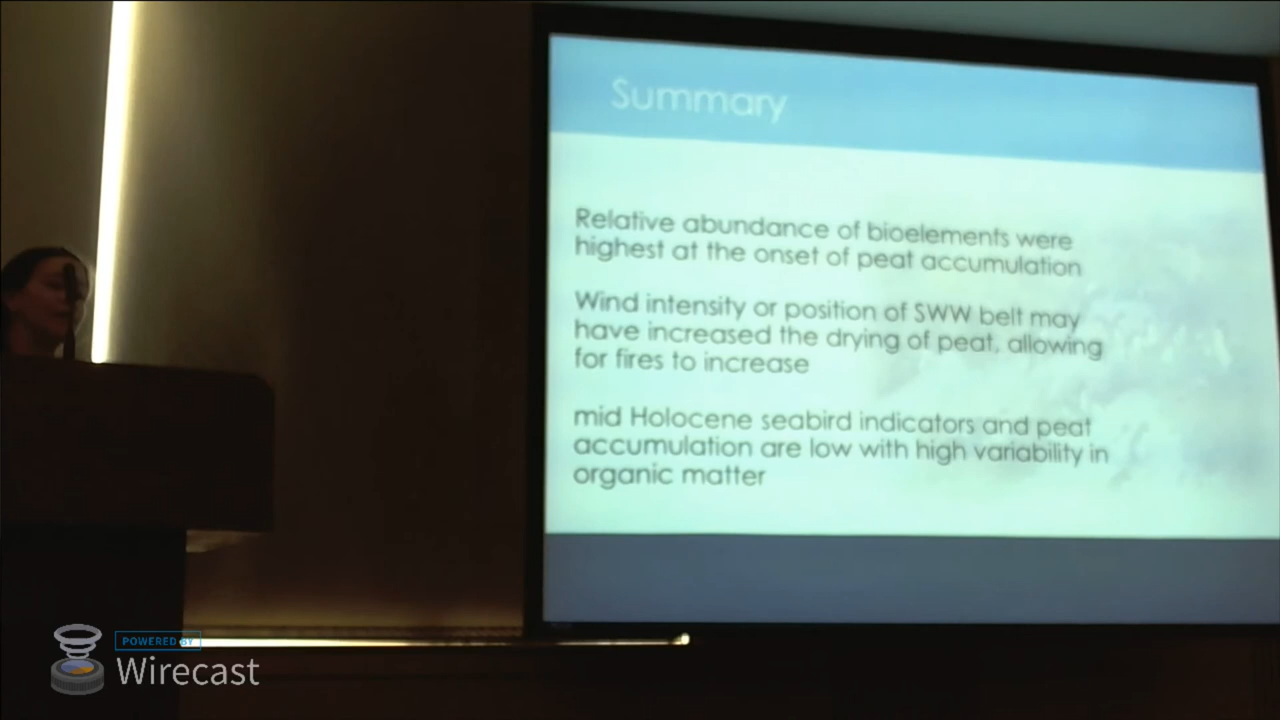 Summary
Relative abundance of bioelements were
highest at the onset of peat accumulation
Wind intensity or position of SWW belt may
have increased the drying of peat, allowing
for fires to increase
mid Holocene seabird indicators and peat
accumulation are low with high variability in
organic matter
POWERED BY
Wirecast